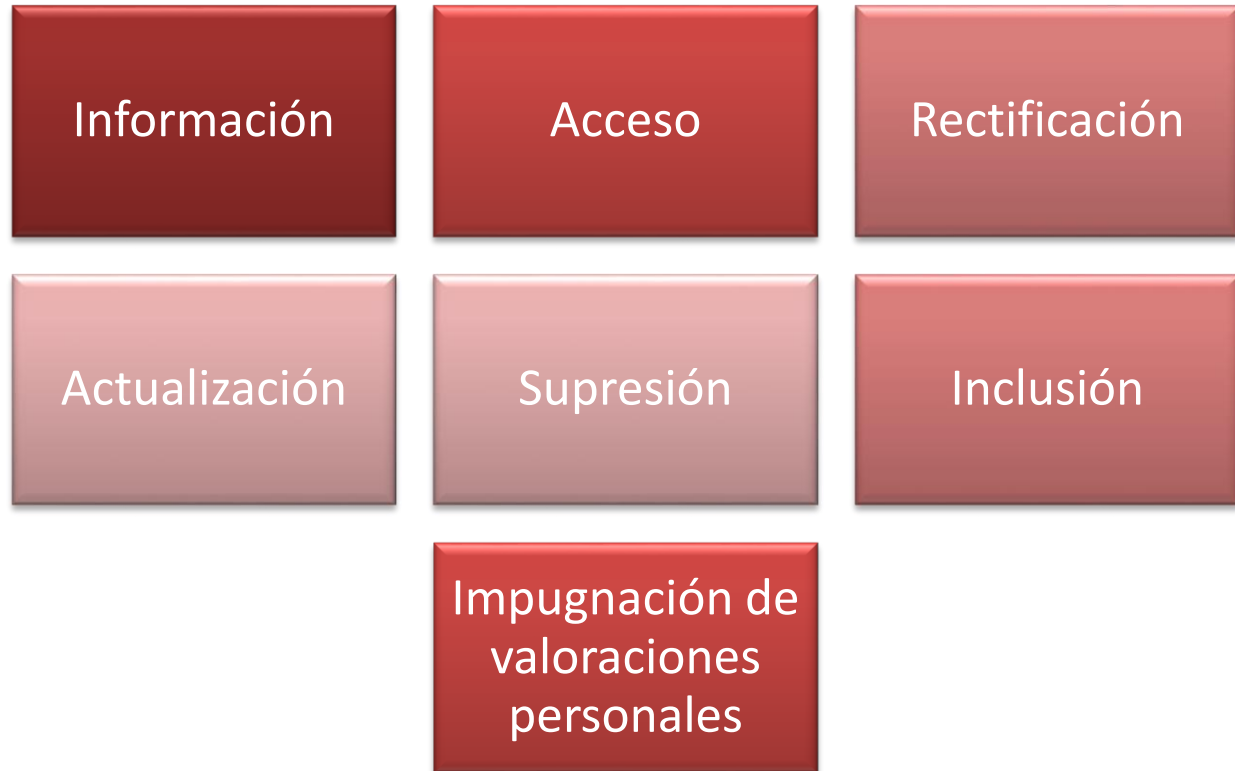 Información
Acceso
Rectificación
Actualización
Supresión
Inclusión
Impugnación de
valoraciones
personales